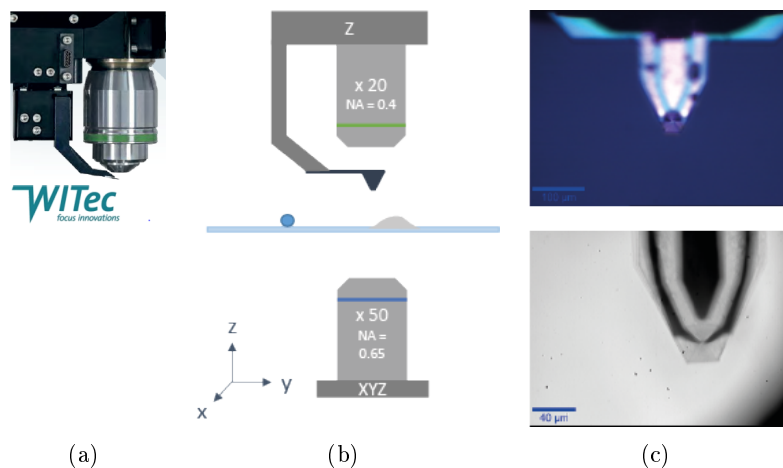 WITec
focus innovations
Z
x 20
NA = 0.4
x 50
NA =
0.65
XYZ
z
y
x
100 µm
40 µm
(a)
(b)
(c)